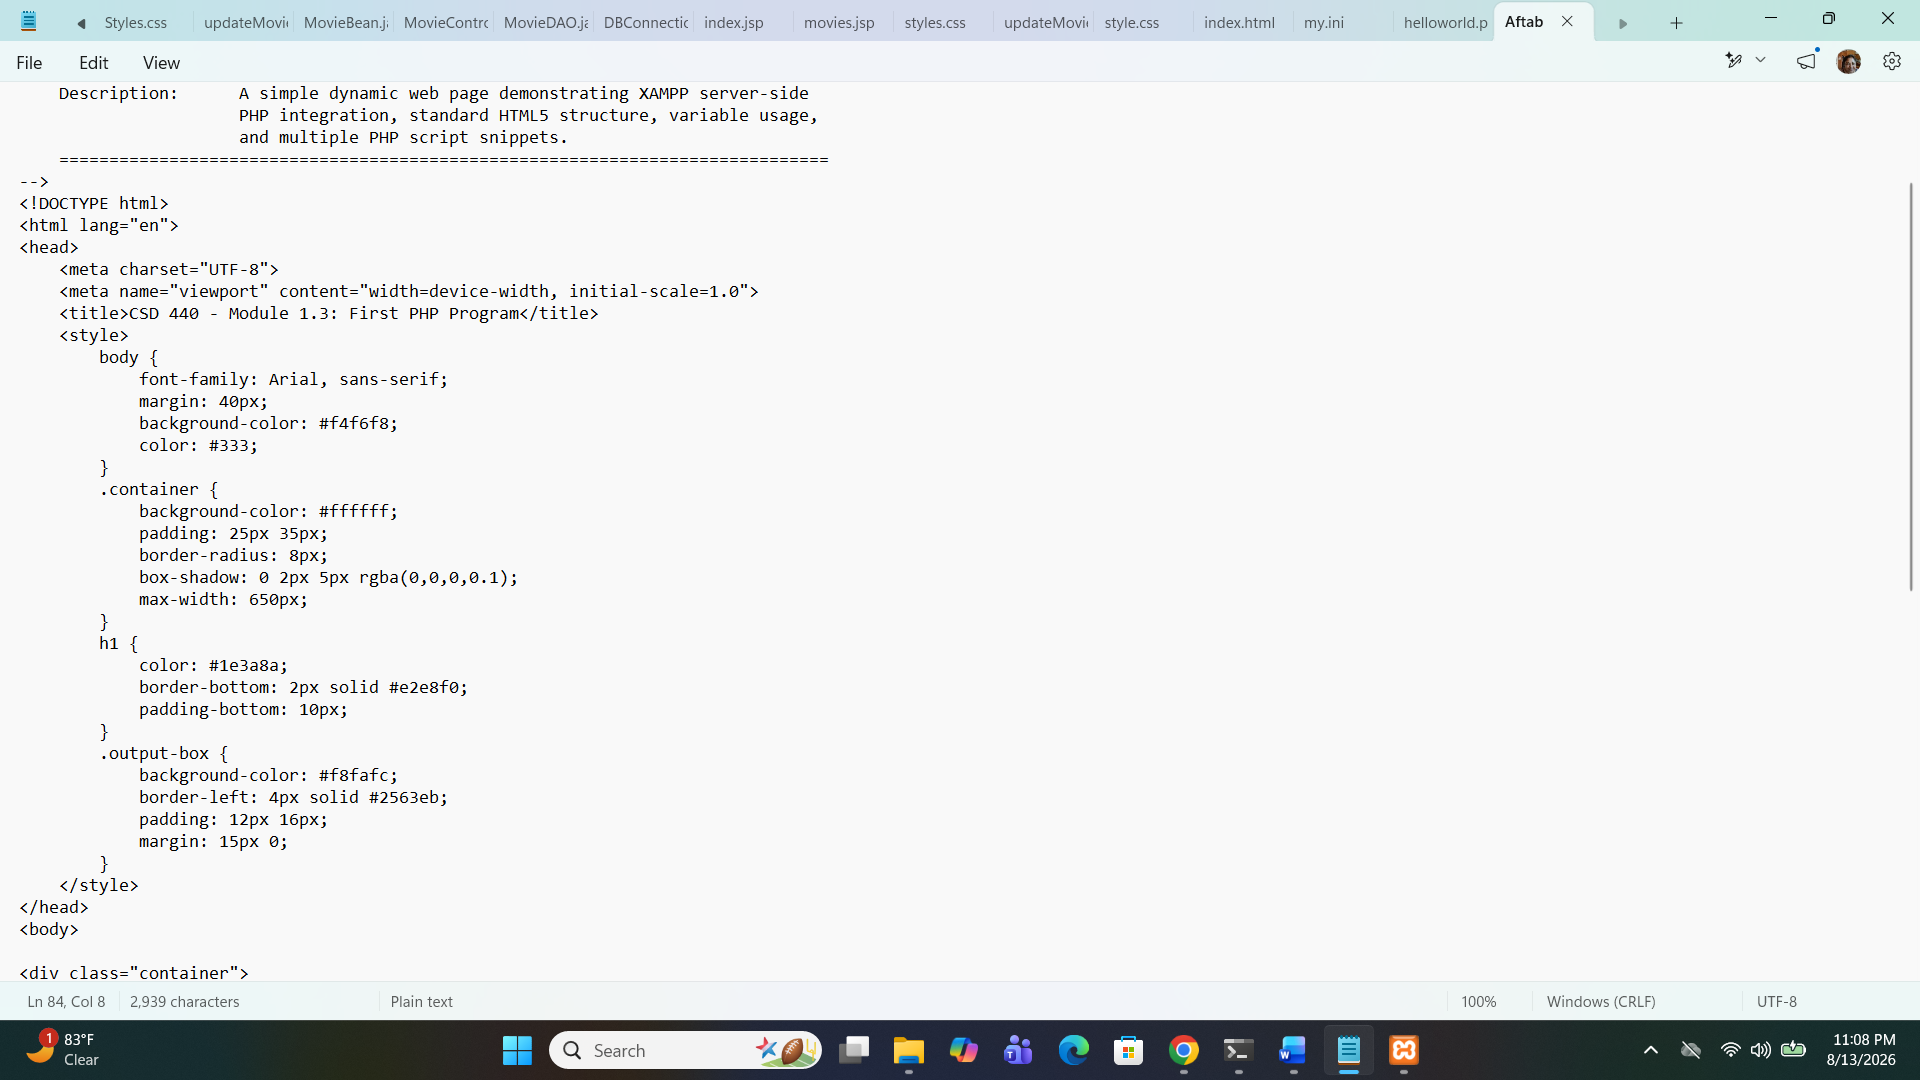 Styles.css
updateMovie
MovieBean.ja
MovieContro
MovieDAO.ja
DBConnectio
index.jsp
movies.jsp
styles.css
updateMovie
style.css
index.html
my.ini
helloworld.p
Aftab
File
Edit
View
Description:      A simple dynamic web page demonstrating XAMPP server-side
PHP integration, standard HTML5 structure, variable usage,
and multiple PHP script snippets.
=============================================================================
-->
<!DOCTYPE html>
<html lang="en">
<head>
    <meta charset="UTF-8">
    <meta name="viewport" content="width=device-width, initial-scale=1.0">
    <title>CSD 440 - Module 1.3: First PHP Program</title>
    <style>
        body {
            font-family: Arial, sans-serif;
            margin: 40px;
            background-color: #f4f6f8;
            color: #333;
        }
        .container {
            background-color: #ffffff;
            padding: 25px 35px;
            border-radius: 8px;
            box-shadow: 0 2px 5px rgba(0,0,0,0.1);
            max-width: 650px;
        }
        h1 {
            color: #1e3a8a;
            border-bottom: 2px solid #e2e8f0;
            padding-bottom: 10px;
        }
        .output-box {
            background-color: #f8fafc;
            border-left: 4px solid #2563eb;
            padding: 12px 16px;
            margin: 15px 0;
        }
    </style>
</head>
<body>
<div class="container">
Ln 84, Col 8
2,939 characters
Plain text
100%
Windows (CRLF)
UTF-8
1
83°F
Clear
Search
11:08 PM
8/13/2026